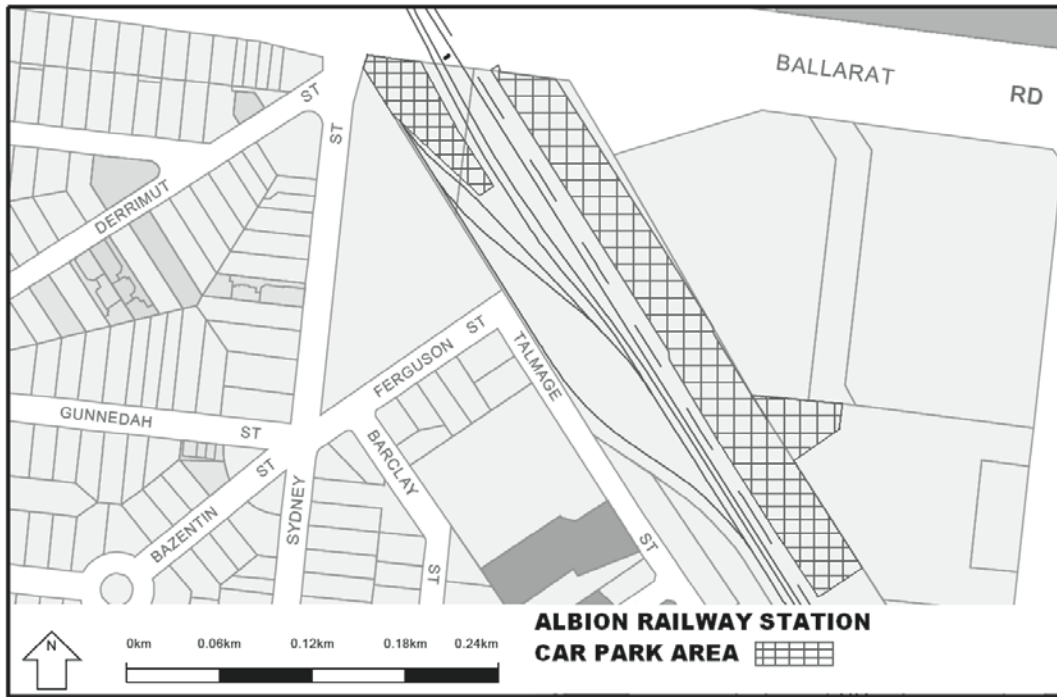 BALLARAT RD
DERRIMUT ST
ST
FERGUSON ST
TALMAGE
GUNNEDAH ST
BARCLAY
BAZENTIN ST
SYDNEY
ST
ST
N
0km 0.06km 0.12km 0.18km 0.24km
ALBION RAILWAY STATION
CAR PARK AREA